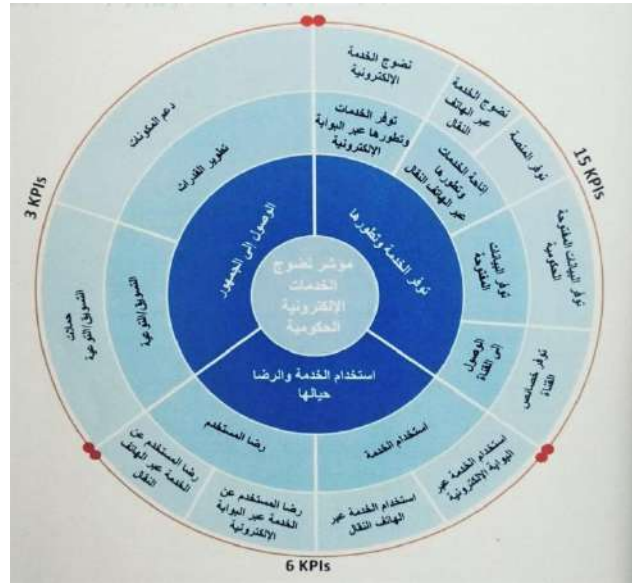 مؤشر نضوج
الخدمات
الإلكترونية
الحكومية
توفر الخدمة وتطورها
توفر الخدمات
وتطورها عبر البوابة
الإلكترونية
نضوج الخدمة
الإلكترونية
إتاحة الخدمات
وتطورها
عبر الهاتف النقال
نضوج الخدمة
عبر الهاتف
النقال
توفر المنصة
توفر البيانات
المفتوحة
توفر البيانات المفتوحة
الحكومية
الوصول
إلى القناة
توفر خصائص
القناة
15 KPIs
استخدام الخدمة والرضا
حيالها
استخدام الخدمة
استخدام الخدمة عبر
البوابة الإلكترونية
استخدام الخدمة عبر
الهاتف النقال
رضا المستخدم
رضا المستخدم عن
الخدمة عبر البوابة
الإلكترونية
رضا المستخدم عن
الخدمة عبر الهاتف
النقال
6 KPIs
الوصول إلى الجمهور
التسويق/التوعية
حملات
التسويق/التوعية
تطوير القدرات
دعم المكونات
3 KPIs